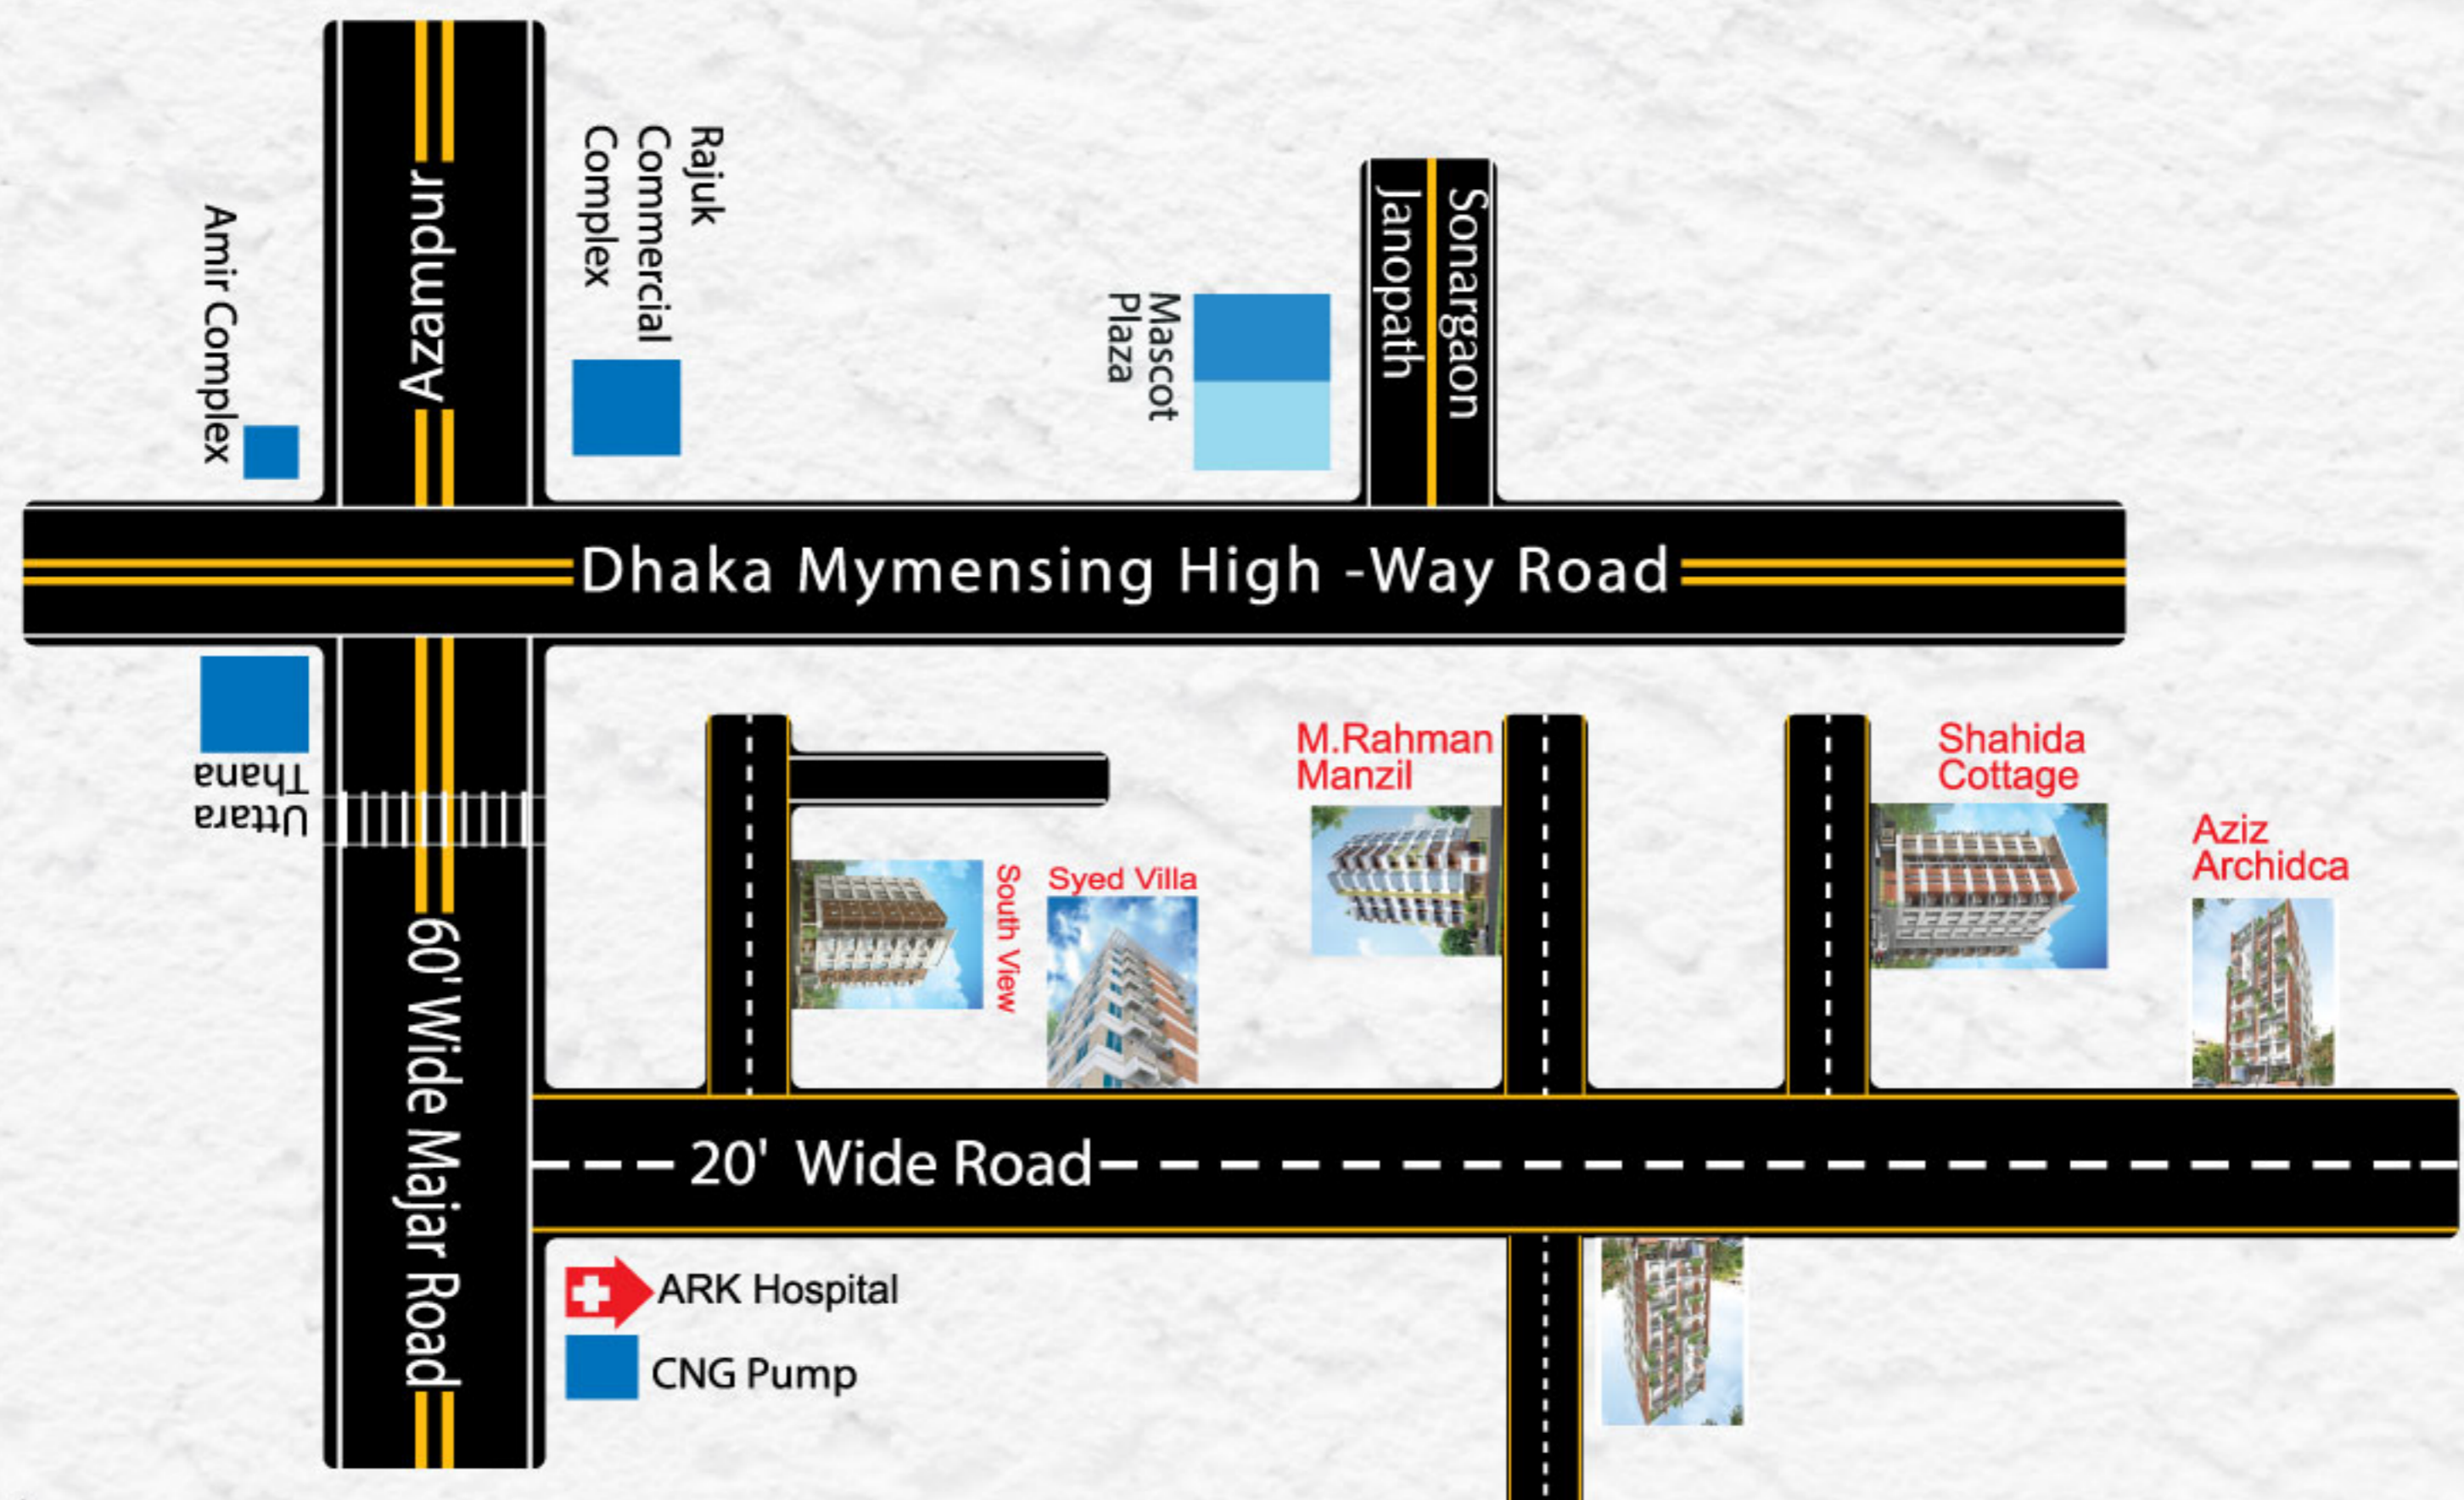 Azampur
Rajuk
Commercial
Complex
Amir Complex
Mascot
Plaza
Sonargaon
Janopath
Dhaka Mymensing High -Way Road
Uttara
Thana
60' Wide Majar Road
South View
Syed Villa
M.Rahman
Manzil
Shahida
Cottage
Aziz
Archidca
20' Wide Road
ARK Hospital
CNG Pump